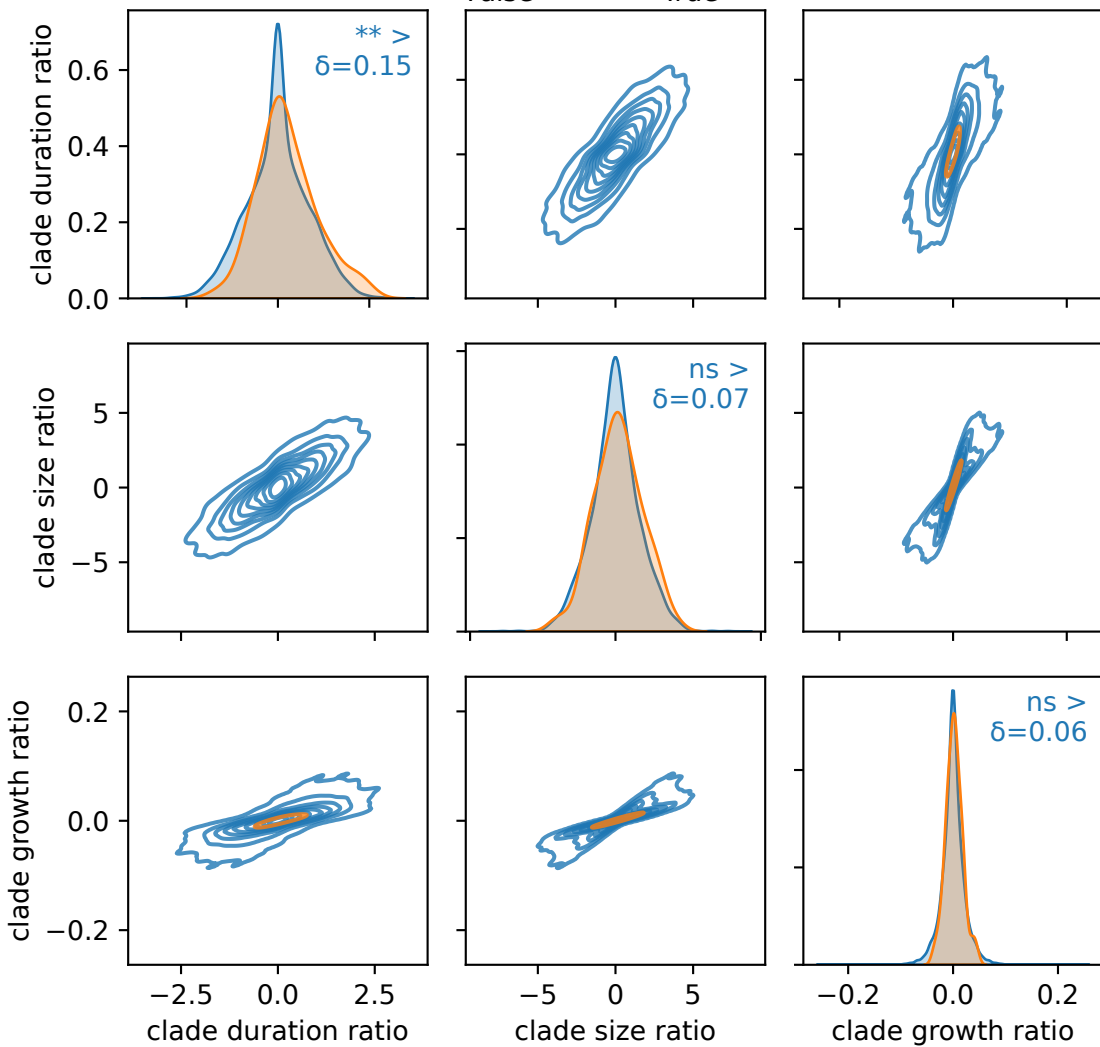 clade duration ratio
0.6
0.4
0.2
0.0
** >
δ=0.15
clade size ratio
5
0
−5
ns >
δ=0.07
clade growth ratio
0.2
0.0
−0.2
ns >
δ=0.06
−2.5 0.0 2.5
−5 0 5
−0.2 0.0 0.2
clade duration ratio
clade size ratio
clade growth ratio